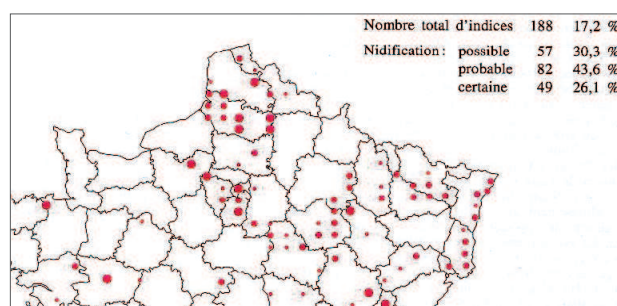 Nombre total d'indices 188 17,2 %
Nidification : possible 57 30,3 %
probable 82 43,6 %
certaine 49 26,1 %